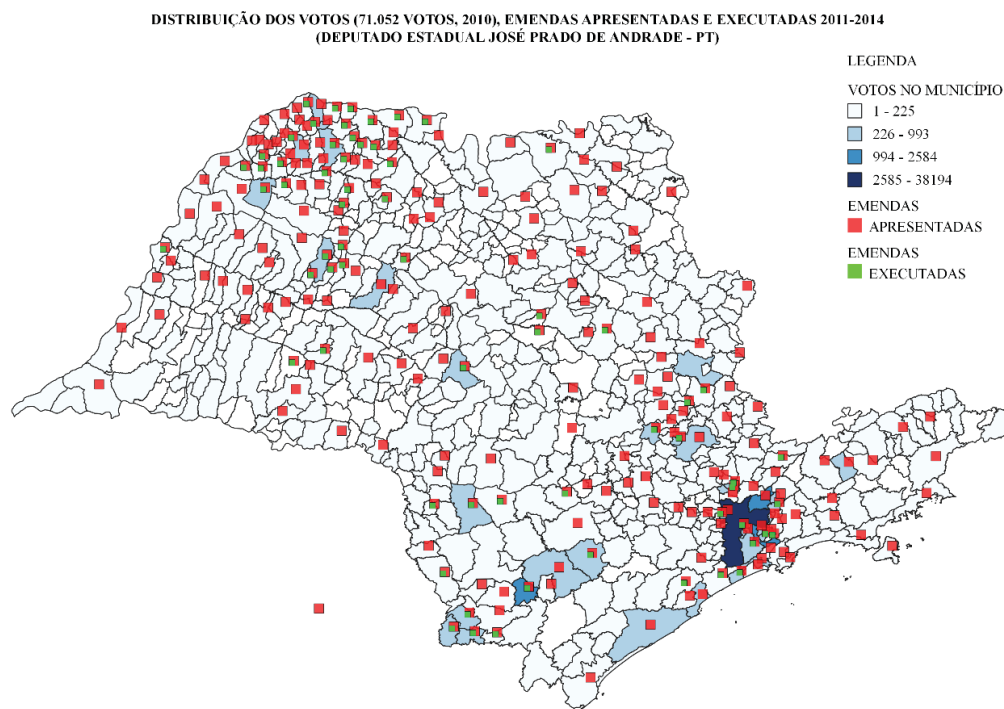 DISTRIBUIÇÃO DOS VOTOS (71.052 VOTOS, 2010), EMENDAS APRESENTADAS E EXECUTADAS 2011-2014
(DEPUTADO ESTADUAL JOSÉ PRADO DE ANDRADE - PT)
LEGENDA
VOTOS NO MUNICÍPIO
1 - 225
226 - 993
994 - 2584
2585 - 38194
EMENDAS
APRESENTADAS
EMENDAS
EXECUTADAS